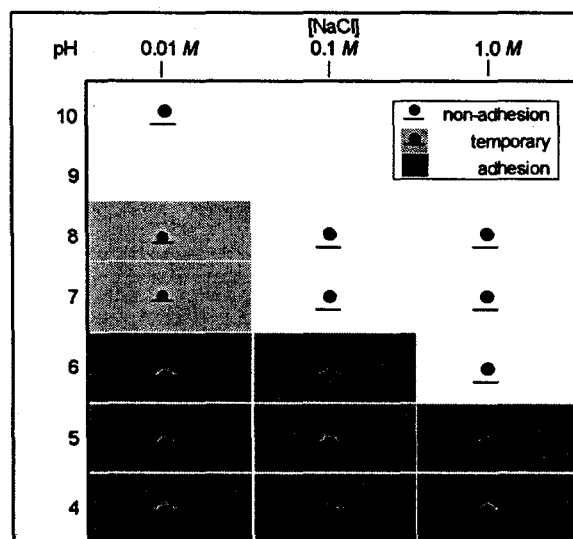 [NaCl]
pH 0.01 M 0.1 M 1.0 M
10
non-adhesion
temporary
9
adhesion
8
7
6
5
4